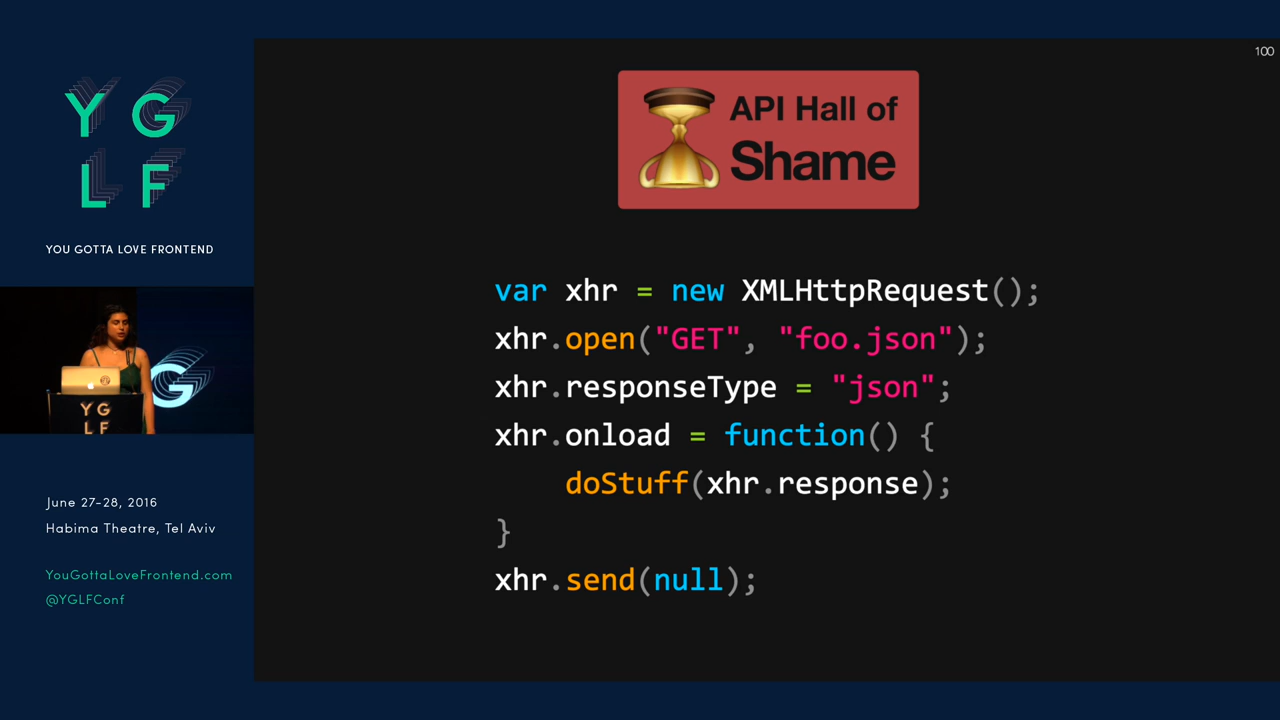 Y G
L F
YOU GOTTA LOVE FRONTEND
G
Y G
L F
June 27-28, 2016
Habima Theatre, Tel Aviv
YouGottaLoveFrontend.com
@YGLFConf
100
API Hall of
Shame
var xhr = new XMLHttpRequest();
xhr.open("GET", "foo.json");
xhr.responseType = "json";
xhr.onload = function() {
    doStuff(xhr.response);
}
xhr.send(null);